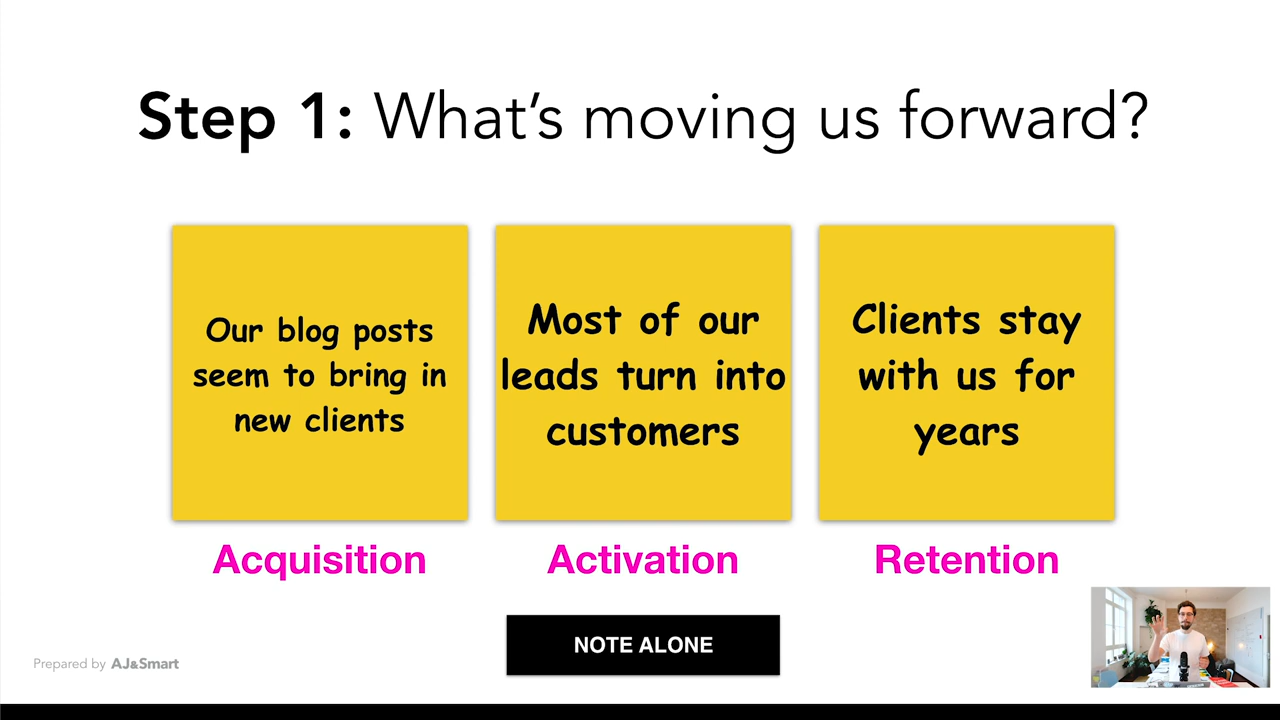 Step 1: What's moving us forward?
Our blog posts
seem to bring in
new clients
Most of our
leads turn into
customers
Clients stay
with us for
years
Acquisition
Activation
Retention
NOTE ALONE
Prepared by AJ&Smart